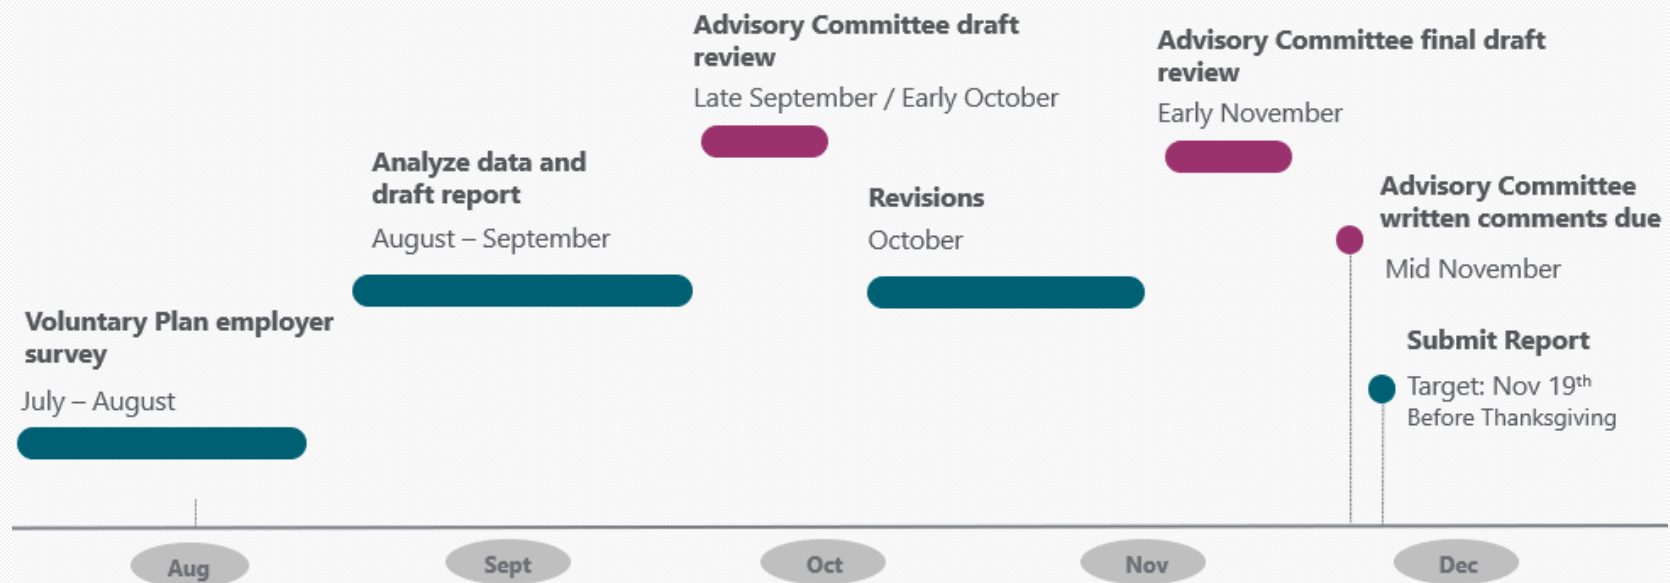 Advisory Committee draft
review
Late September / Early October
Advisory Committee final draft
review
Early November
Analyze data and
draft report
August – September
Revisions
October
Advisory Committee
written comments due
Mid November
Voluntary Plan employer
survey
July – August
Submit Report
Target: Nov 19th
Before Thanksgiving
Aug
Sept
Oct
Nov
Dec